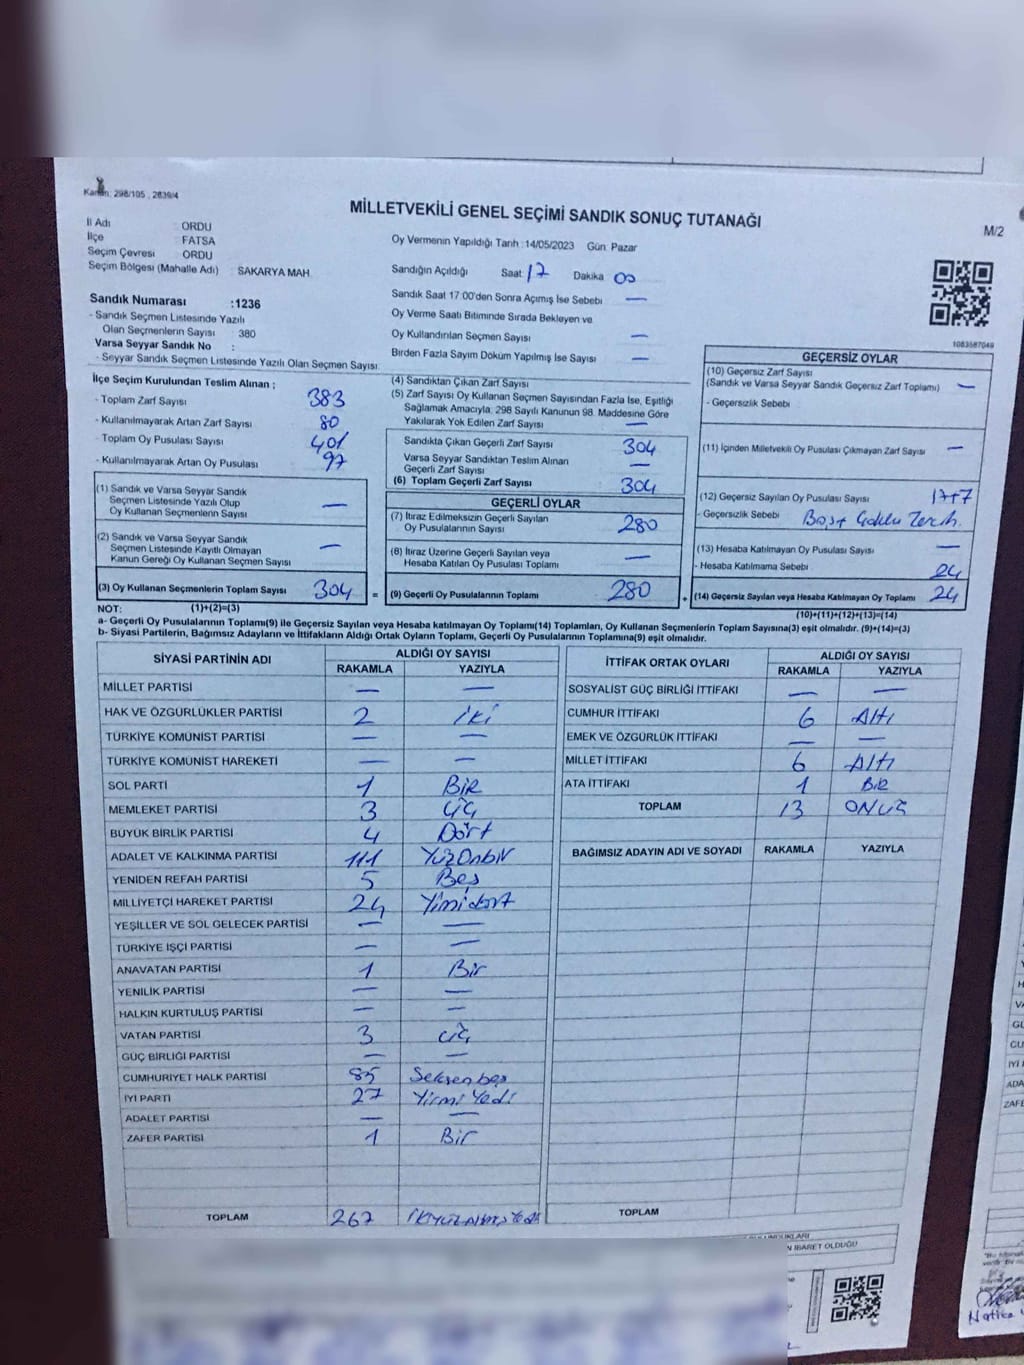 Kanun: 298/105 , 2839/4
MİLLETVEKİLİ GENEL SEÇİMİ SANDIK SONUÇ TUTANAĞI
M/2
İl Adı : ORDU
İlçe : FATSA
Seçim Çevresi : ORDU
Seçim Bölgesi (Mahalle Adı) : SAKARYA MAH.
Sandık Numarası :1236
- Sandık Seçmen Listesinde Yazılı
Olan Seçmenlerin Sayısı : 380
Varsa Seyyar Sandık No :
- Seyyar Sandık Seçmen Listesinde Yazılı Olan Seçmen Sayısı:
Oy Vermenin Yapıldığı Tarih :14/05/2023 Gün: Pazar
Sandığın Açıldığı Saat: 17 Dakika 00
Sandık Saat 17:00'den Sonra Açımış İse Sebebi —
Oy Verme Saati Bitiminde Sırada Bekleyen ve
Oy Kullandırılan Seçmen Sayısı —
Birden Fazla Sayım Döküm Yapılmış İse Sayısı —
1083587049
İlçe Seçim Kurulundan Teslim Alınan ;
- Toplam Zarf Sayısı 383
- Kullanılmayarak Artan Zarf Sayısı 80
- Toplam Oy Pusulası Sayısı 401
- Kullanılmayarak Artan Oy Pusulası 97
(1) Sandık ve Varsa Seyyar Sandık
Seçmen Listesinde Yazılı Olup
Oy Kullanan Seçmenlerin Sayısı —
(2) Sandık ve Varsa Seyyar Sandık
Seçmen Listesinde Kayıtlı Olmayan
Kanun Gereği Oy Kullanan Seçmen Sayısı —
(3) Oy Kullanan Seçmenlerin Toplam Sayısı 304 =
(4) Sandıktan Çıkan Zarf Sayısı
(5) Zarf Sayısı Oy Kullanan Seçmen Sayısından Fazla İse, Eşitliği
Sağlamak Amacıyla, 298 Sayılı Kanunun 98. Maddesine Göre
Yakılarak Yok Edilen Zarf Sayısı —
Sandıkta Çıkan Geçerli Zarf Sayısı 304
Varsa Seyyar Sandıktan Teslim Alınan
Geçerli Zarf Sayısı —
(6) Toplam Geçerli Zarf Sayısı 304
GEÇERLİ OYLAR
(7) İtiraz Edilmeksizin Geçerli Sayılan
Oy Pusulalarının Sayısı 280
(8) İtiraz Üzerine Geçerli Sayılan veya
Hesaba Katılan Oy Pusulası Toplamı —
(9) Geçerli Oy Pusulalarının Toplamı 280 +
GEÇERSİZ OYLAR
(10) Geçersiz Zarf Sayısı
(Sandık ve Varsa Seyyar Sandık Geçersiz Zarf Toplamı) —
- Geçersizlik Sebebi
(11) İçinden Milletvekili Oy Pusulası Çıkmayan Zarf Sayısı —
(12) Geçersiz Sayılan Oy Pusulası Sayısı 17+7
- Geçersizlik Sebebi Boş+
(13) Hesaba Katılmayan Oy Pusulası Sayısı —
- Hesaba Katılmama Sebebi 24
(14) Geçersiz Sayılan veya Hesaba Katılmayan Oy Toplamı 24
NOT: (1)+(2)=(3) (10)+(11)+(12)+(13)=(14)
a- Geçerli Oy Pusulalarının Toplamı(9) ile Geçersiz Sayılan veya Hesaba katılmayan Oy Toplamı(14) Toplamları, Oy Kullanan Seçmenlerin Toplam Sayısına(3) eşit olmalıdır. (9)+(14)=(3)
b- Siyasi Partilerin, Bağımsız Adayların ve İttifakların Aldığı Ortak Oyların Toplamı, Geçerli Oy Pusulalarının Toplamına(9) eşit olmalıdır.
SİYASİ PARTİNİN ADI ALDIĞI OY SAYISI
RAKAMLA YAZIYLA
MİLLET PARTİSİ — —
HAK VE ÖZGÜRLÜKLER PARTİSİ 2 iki
TÜRKİYE KOMÜNİST PARTİSİ — —
TÜRKİYE KOMÜNİST HAREKETİ — —
SOL PARTİ 1 Bir
MEMLEKET PARTİSİ 3 üç
BÜYÜK BİRLİK PARTİSİ 4 Dört
ADALET VE KALKINMA PARTİSİ 111 YüzOnbir
YENİDEN REFAH PARTİSİ 5 Beş
MİLLİYETÇİ HAREKET PARTİSİ 24 Yirmidört
YEŞİLLER VE SOL GELECEK PARTİSİ — —
TÜRKİYE İŞÇİ PARTİSİ — —
ANAVATAN PARTİSİ 1 Bir
YENİLİK PARTİSİ — —
HALKIN KURTULUŞ PARTİSİ — —
VATAN PARTİSİ 3 üç
GÜÇ BİRLİĞİ PARTİSİ — —
CUMHURİYET HALK PARTİSİ 85 Seksenbeş
İYİ PARTİ 27 Yirmi Yedi
ADALET PARTİSİ — —
ZAFER PARTİSİ 1 Bir
TOPLAM 267
İTTİFAK ORTAK OYLARI ALDIĞI OY SAYISI
RAKAMLA YAZIYLA
SOSYALİST GÜÇ BİRLİĞİ İTTİFAKI — —
CUMHUR İTTİFAKI 6 Altı
EMEK VE ÖZGÜRLÜK İTTİFAKI — —
MİLLET İTTİFAKI 6 Altı
ATA İTTİFAKI 1 BİR
TOPLAM 13 ONÜÇ
BAĞIMSIZ ADAYIN ADI VE SOYADI RAKAMLA YAZIYLA
TOPLAM
N İBARET OLDUĞU